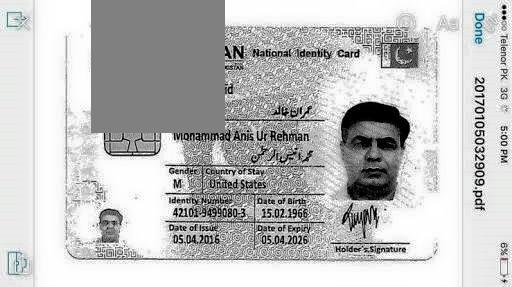 AN National Identity Card
ISTAN
id
عمران خالد
Mohammad Anis Ur Rehman
محمد انیس الرحمٰن
Gender Country of Stay
M United States
Identity Number Date of Birth
42101-9499080-3 15.02.1966
Date of Issue Date of Expiry
05.04.2016 05.04.2026
Holder's Signature
Aa
Telenor PK 3G 5:00 PM 6%
Done 20170105032909.pdf